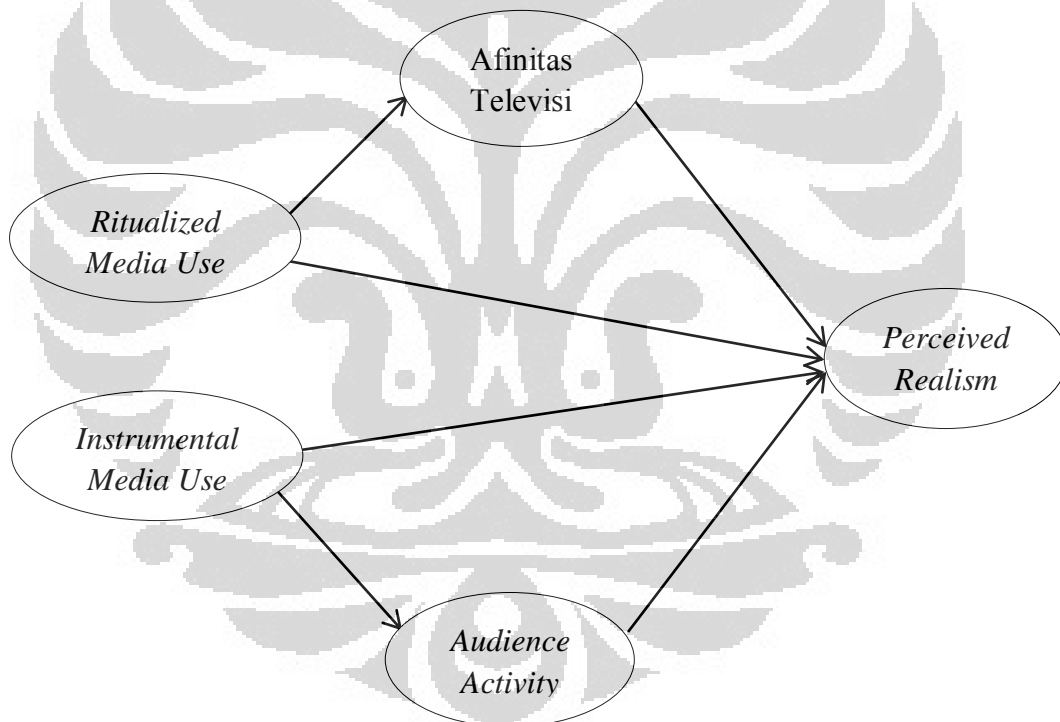 Afinitas
Televisi
Ritualized
Media Use
Perceived
Realism
Instrumental
Media Use
Audience
Activity